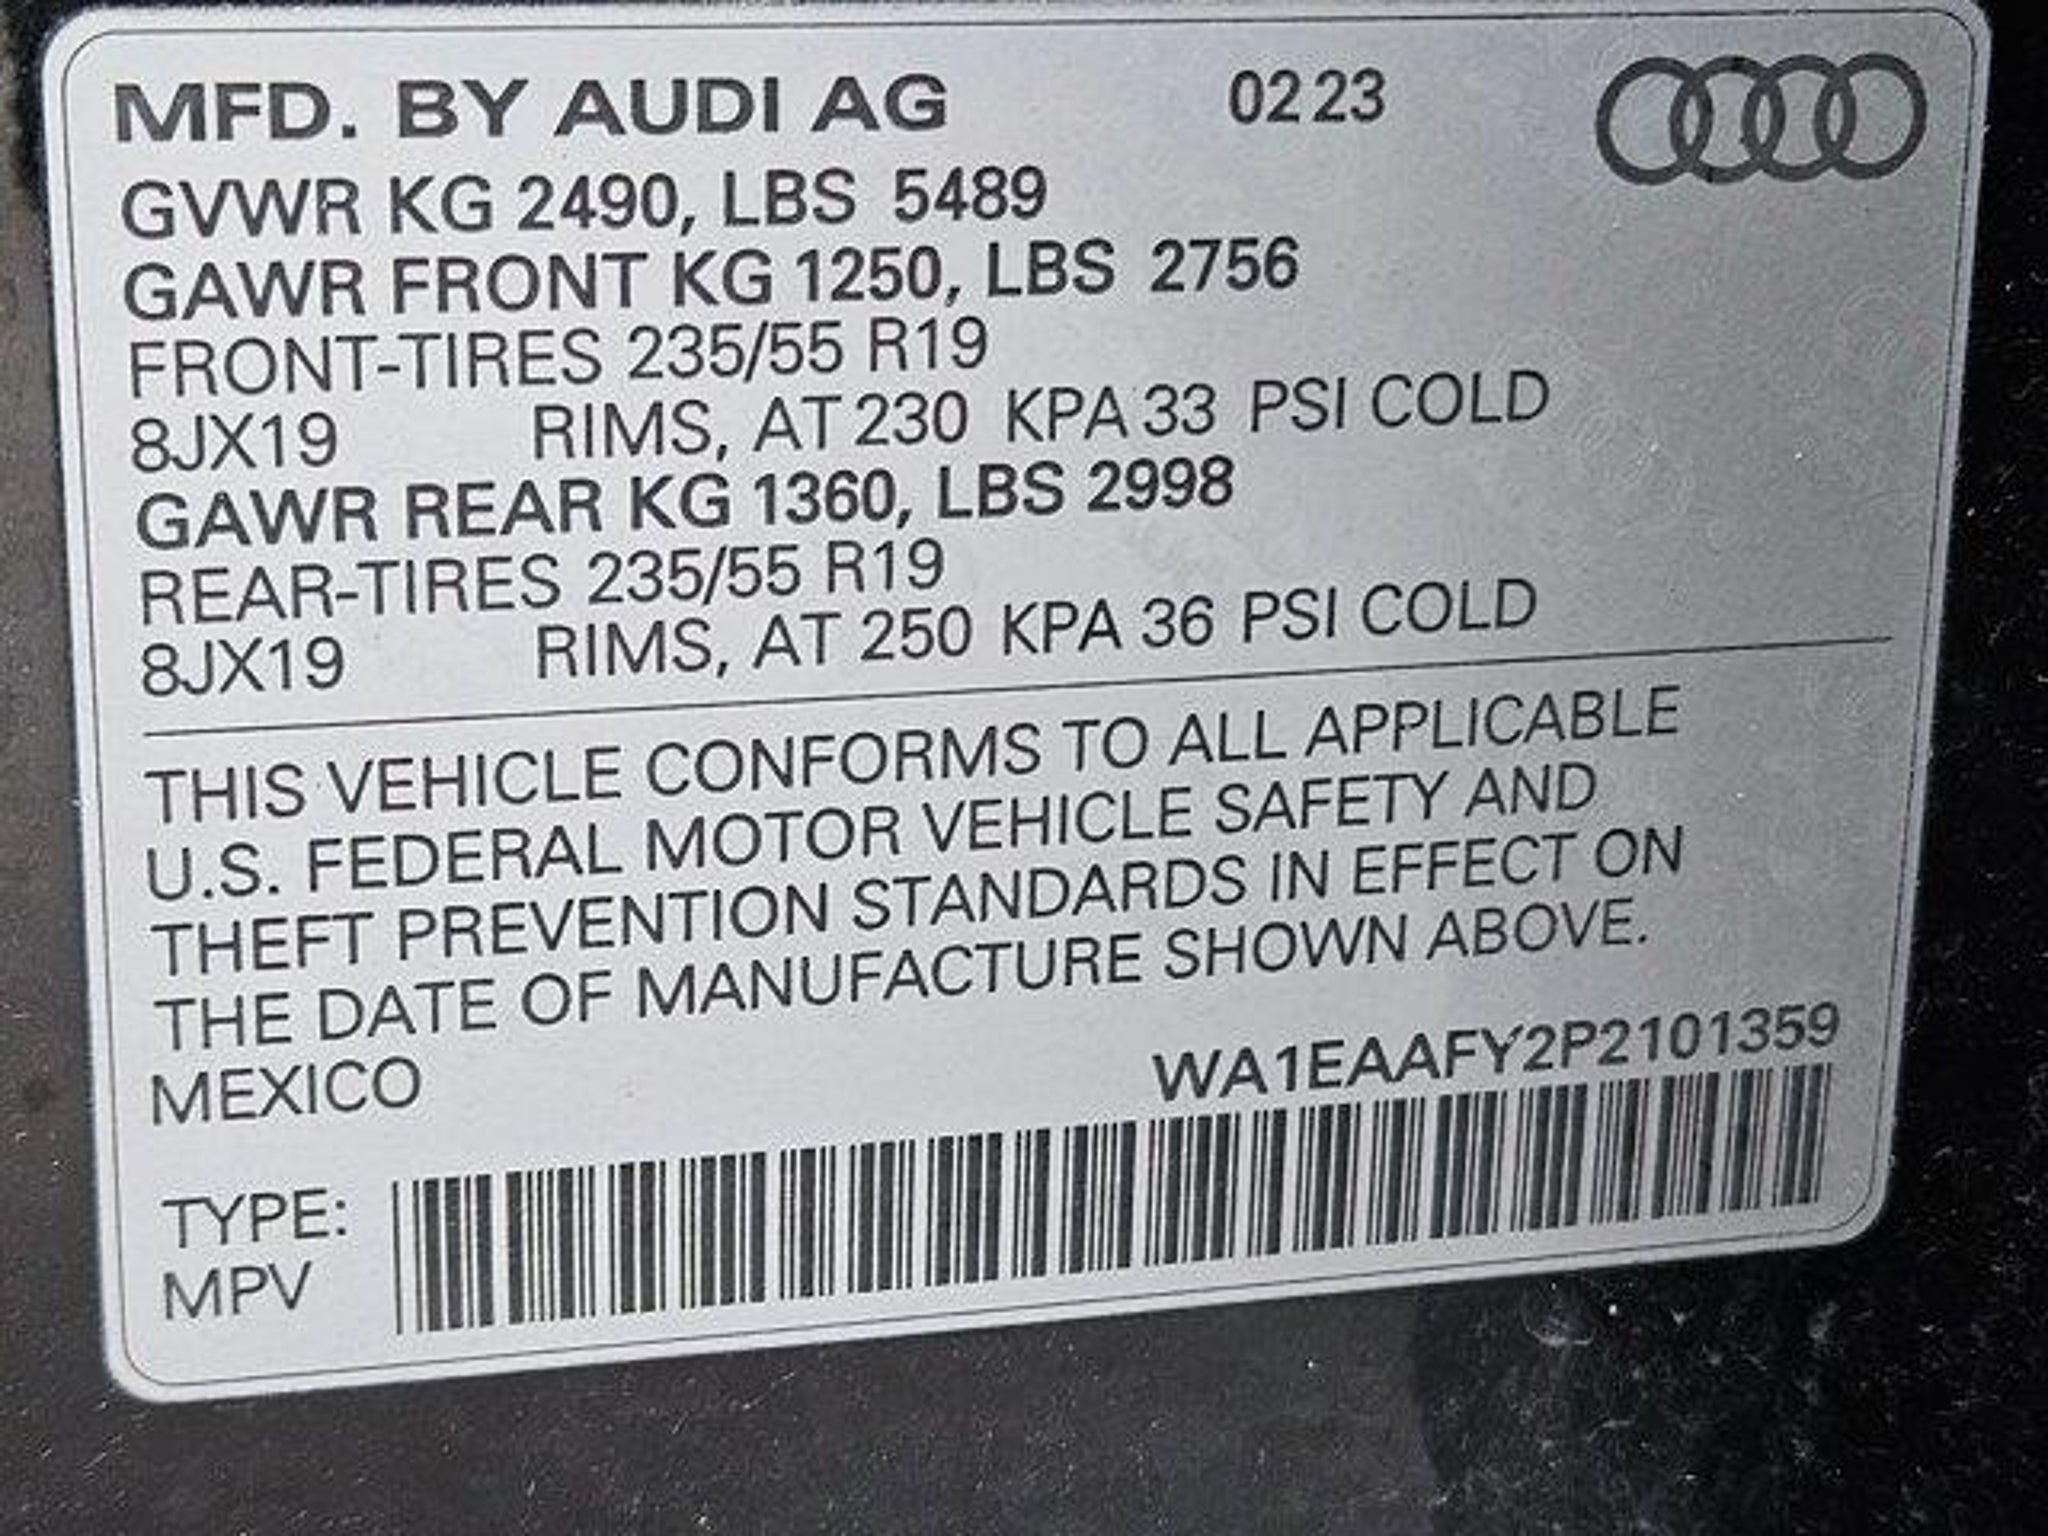 MFD. BY AUDI AG 02 23
GVWR KG 2490, LBS 5489
GAWR FRONT KG 1250, LBS 2756
FRONT-TIRES 235/55 R19
8JX19 RIMS, AT 230 KPA 33 PSI COLD
GAWR REAR KG 1360, LBS 2998
REAR-TIRES 235/55 R19
8JX19 RIMS, AT 250 KPA 36 PSI COLD
THIS VEHICLE CONFORMS TO ALL APPLICABLE
U.S. FEDERAL MOTOR VEHICLE SAFETY AND
THEFT PREVENTION STANDARDS IN EFFECT ON
THE DATE OF MANUFACTURE SHOWN ABOVE.
MEXICO WA1EAAFY2P2101359
TYPE:
MPV